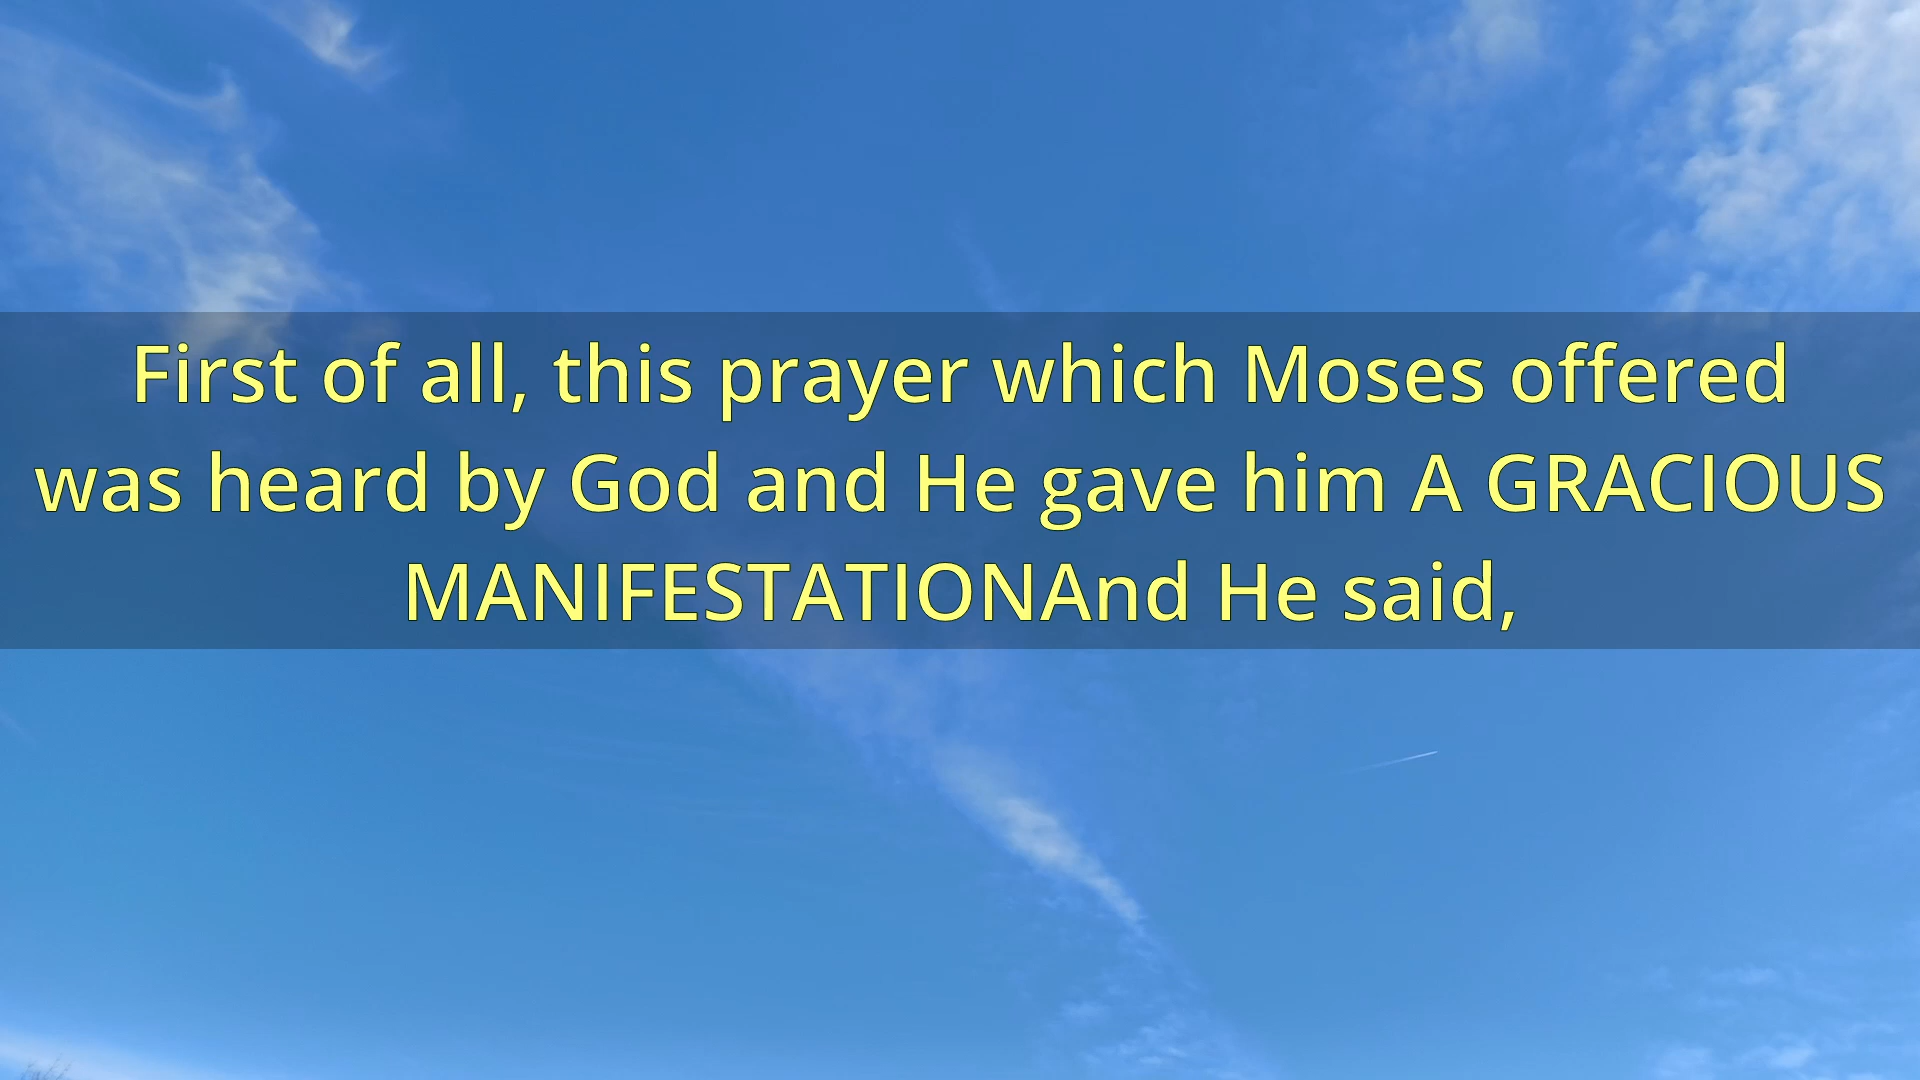 First of all, this prayer which Moses offered
was heard by God and He gave him A GRACIOUS
MANIFESTATIONAnd He said,